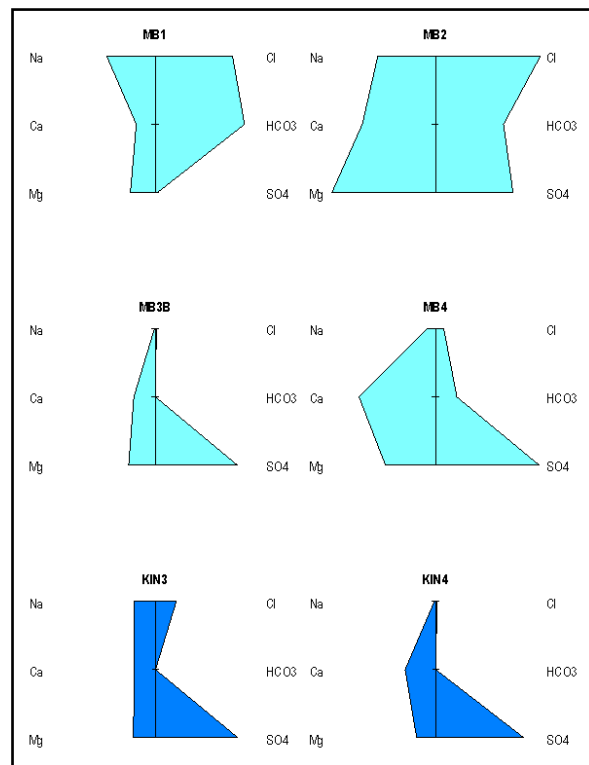 MB1
MB2
Na Cl Na Cl
Ca HCO3 Ca HCO3
Mg SO4 Mg SO4
MB3B
MB4
Na Cl Na Cl
Ca HCO3 Ca HCO3
Mg SO4 Mg SO4
KIN3
KIN4
Na Cl Na Cl
Ca HCO3 Ca HCO3
Mg SO4 Mg SO4